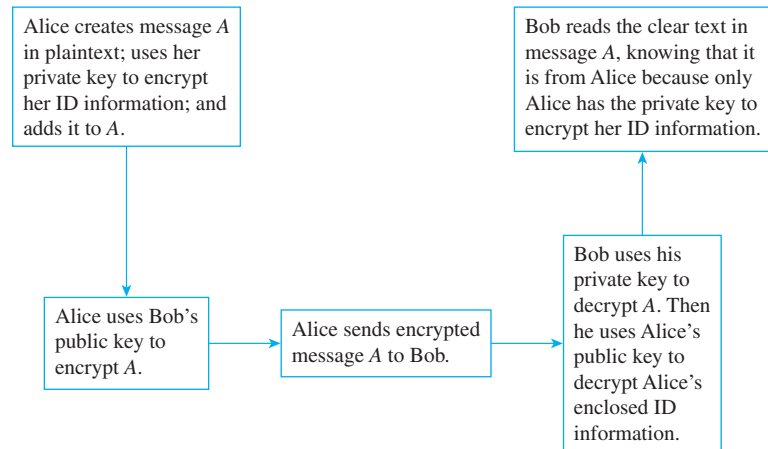 Alice creates message A
in plaintext; uses her
private key to encrypt
her ID information; and
adds it to A.
Alice uses Bob’s
public key to
encrypt A.
Alice sends encrypted
message A to Bob.
Bob uses his
private key to
decrypt A. Then
he uses Alice’s
public key to
decrypt Alice’s
enclosed ID
information.
Bob reads the clear text in
message A, knowing that it
is from Alice because only
Alice has the private key to
encrypt her ID information.